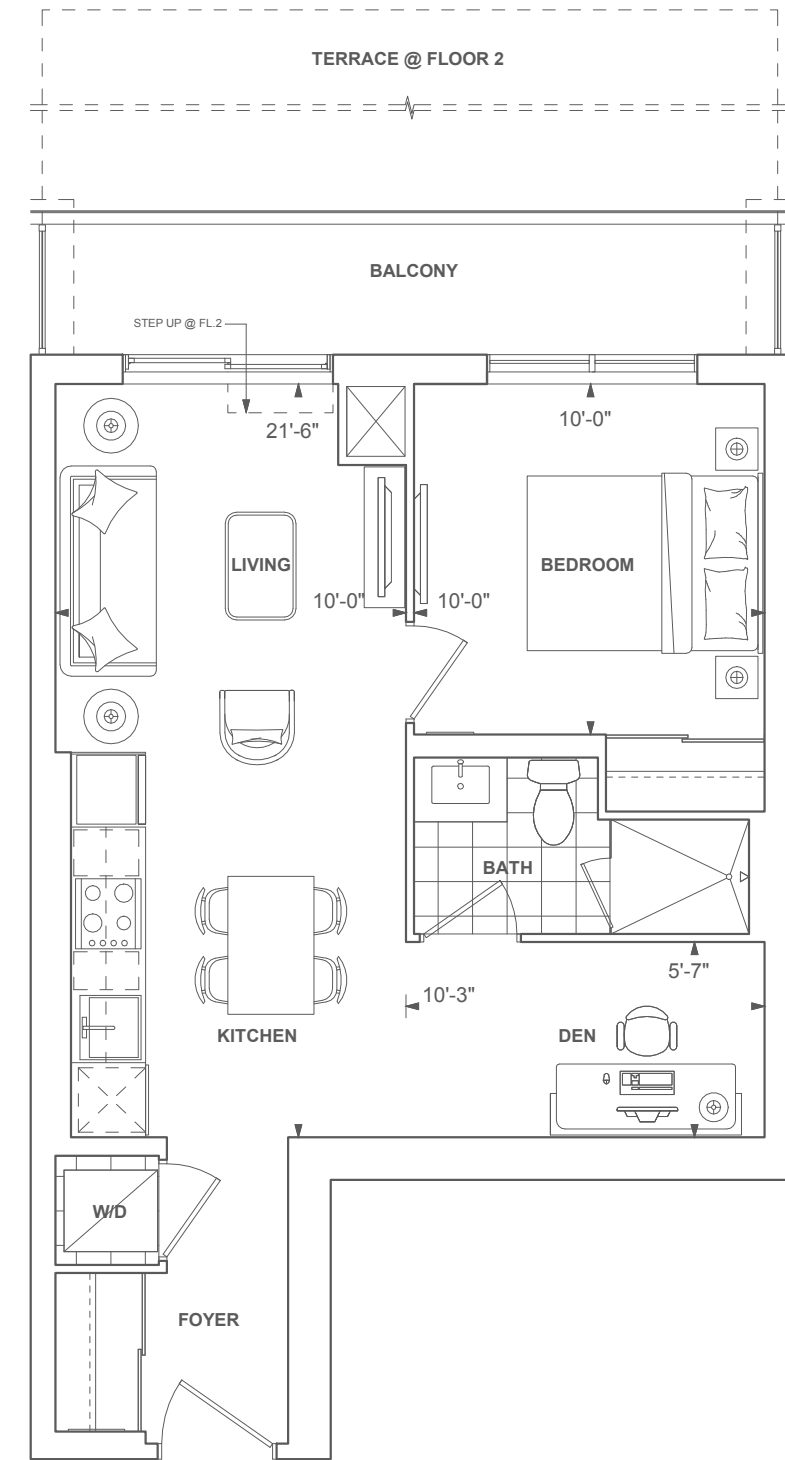 TERRACE @ FLOOR 2
BALCONY
STEP UP @ FL.2
21'-6"
10'-0"
LIVING
BEDROOM
10'-0"
10'-0"
BATH
5'-7"
10'-3"
KITCHEN
DEN
W/D
FOYER